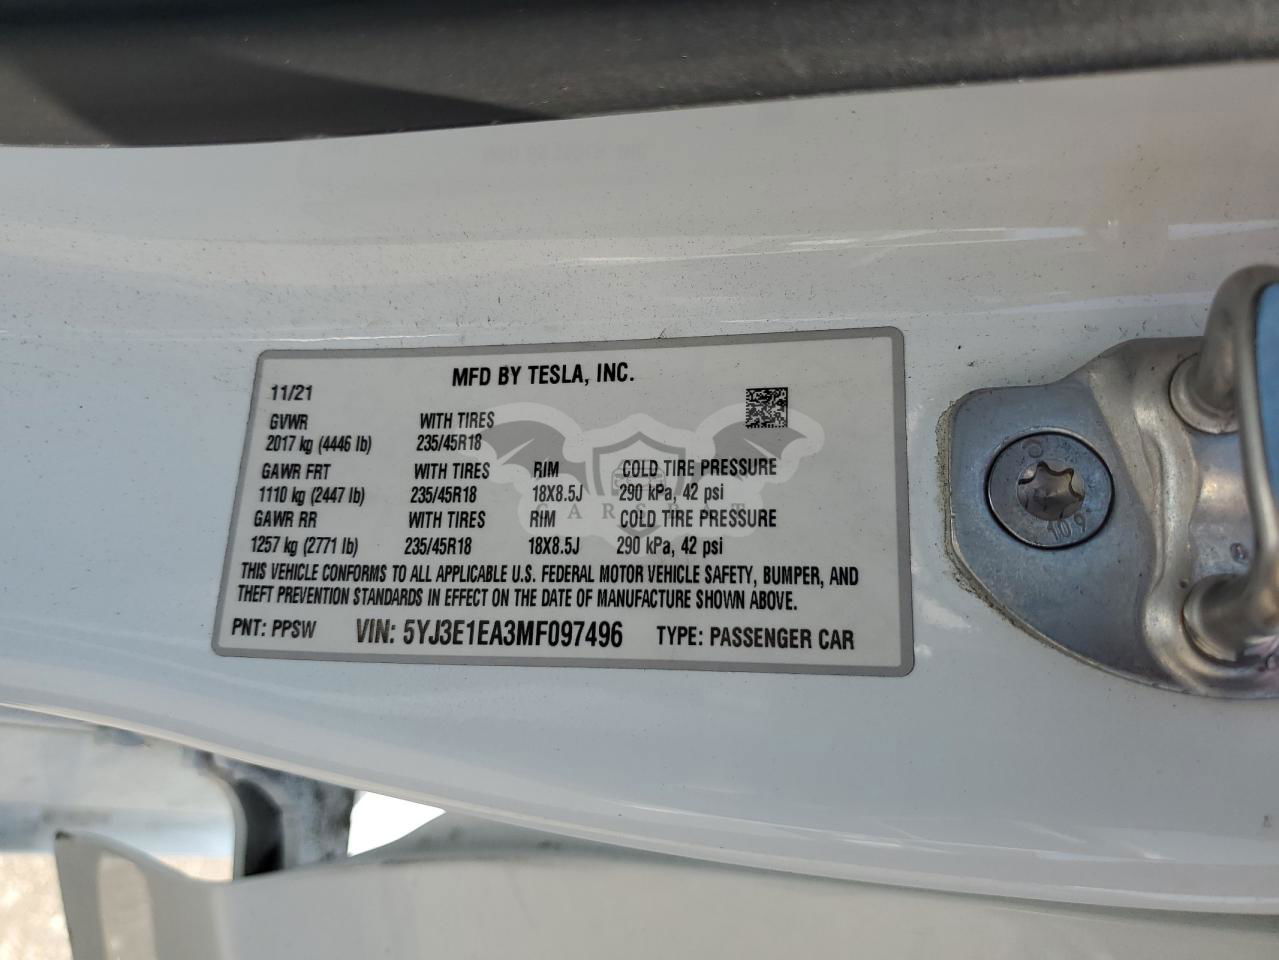 MFD BY TESLA, INC.
11/21
GVWR WITH TIRES
2017 kg (4446 lb) 235/45R18
GAWR FRT WITH TIRES RIM COLD TIRE PRESSURE
1110 kg (2447 lb) 235/45R18 18X8.5J 290 kPa, 42 psi
GAWR RR WITH TIRES RIM COLD TIRE PRESSURE
1257 kg (2771 lb) 235/45R18 18X8.5J 290 kPa, 42 psi
THIS VEHICLE CONFORMS TO ALL APPLICABLE U.S. FEDERAL MOTOR VEHICLE SAFETY, BUMPER, AND
THEFT PREVENTION STANDARDS IN EFFECT ON THE DATE OF MANUFACTURE SHOWN ABOVE.
PNT: PPSW VIN: 5YJ3E1EA3MF097496 TYPE: PASSENGER CAR
CARSBAT
10.9